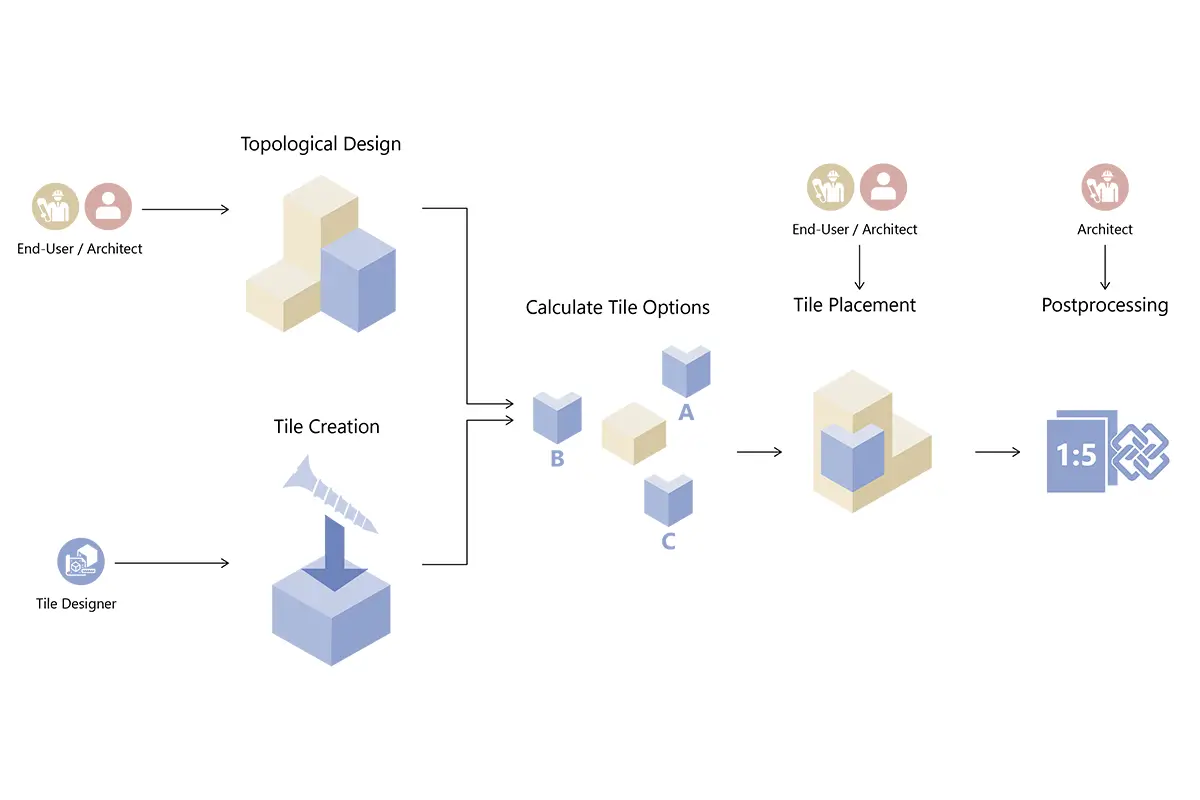 Topological Design
End-User / Architect
Tile Creation
Tile Designer
Calculate Tile Options
A
B
C
End-User / Architect
Tile Placement
Architect
Postprocessing
1:5